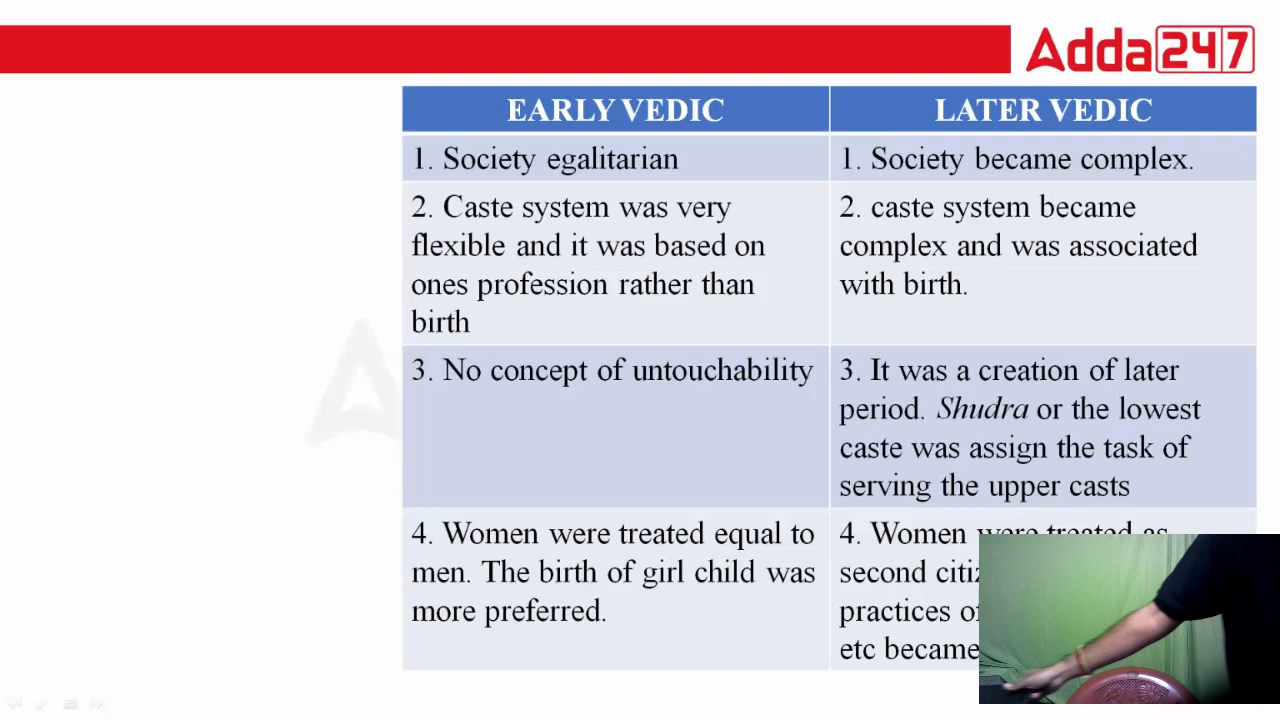 Adda247
EARLY VEDIC
LATER VEDIC
1. Society egalitarian
1. Society became complex.
2. Caste system was very
flexible and it was based on
ones profession rather than
birth
2. caste system became
complex and was associated
with birth.
3. No concept of untouchability
3. It was a creation of later
period. Shudra or the lowest
caste was assign the task of
serving the upper casts
4. Women were treated equal to
men. The birth of girl child was
more preferred.
4. Women were treated as
second
practices
etc became